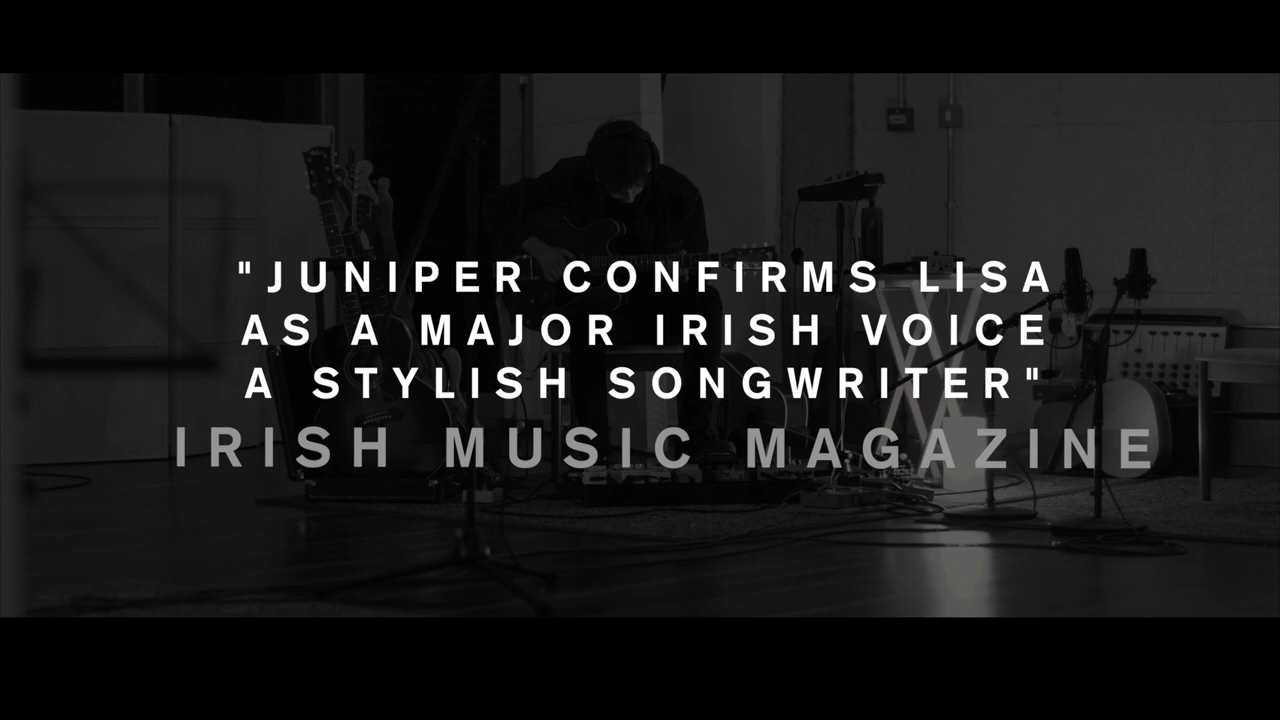 "JUNIPER CONFIRMS LISA
AS A MAJOR IRISH VOICE
A STYLISH SONGWRITER"
IRISH MUSIC MAGAZINE